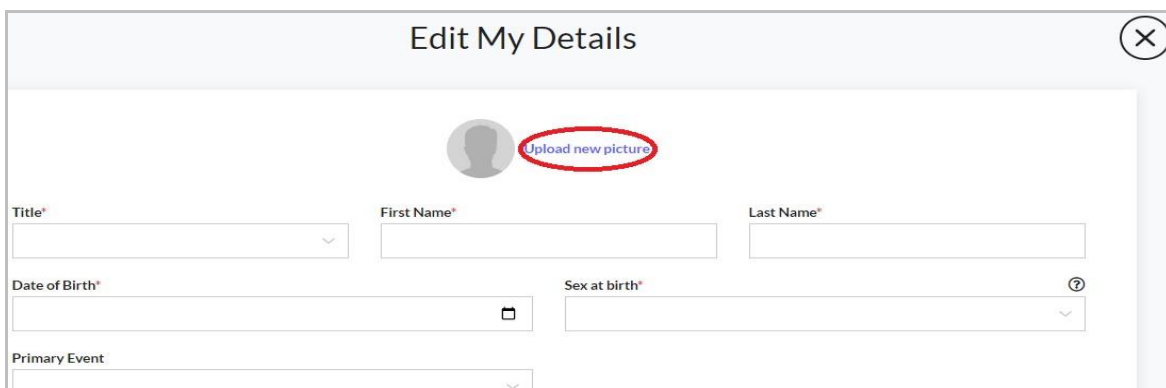 Edit My Details
Upload new picture
Title* First Name* Last Name*
Date of Birth* Sex at birth*
Primary Event